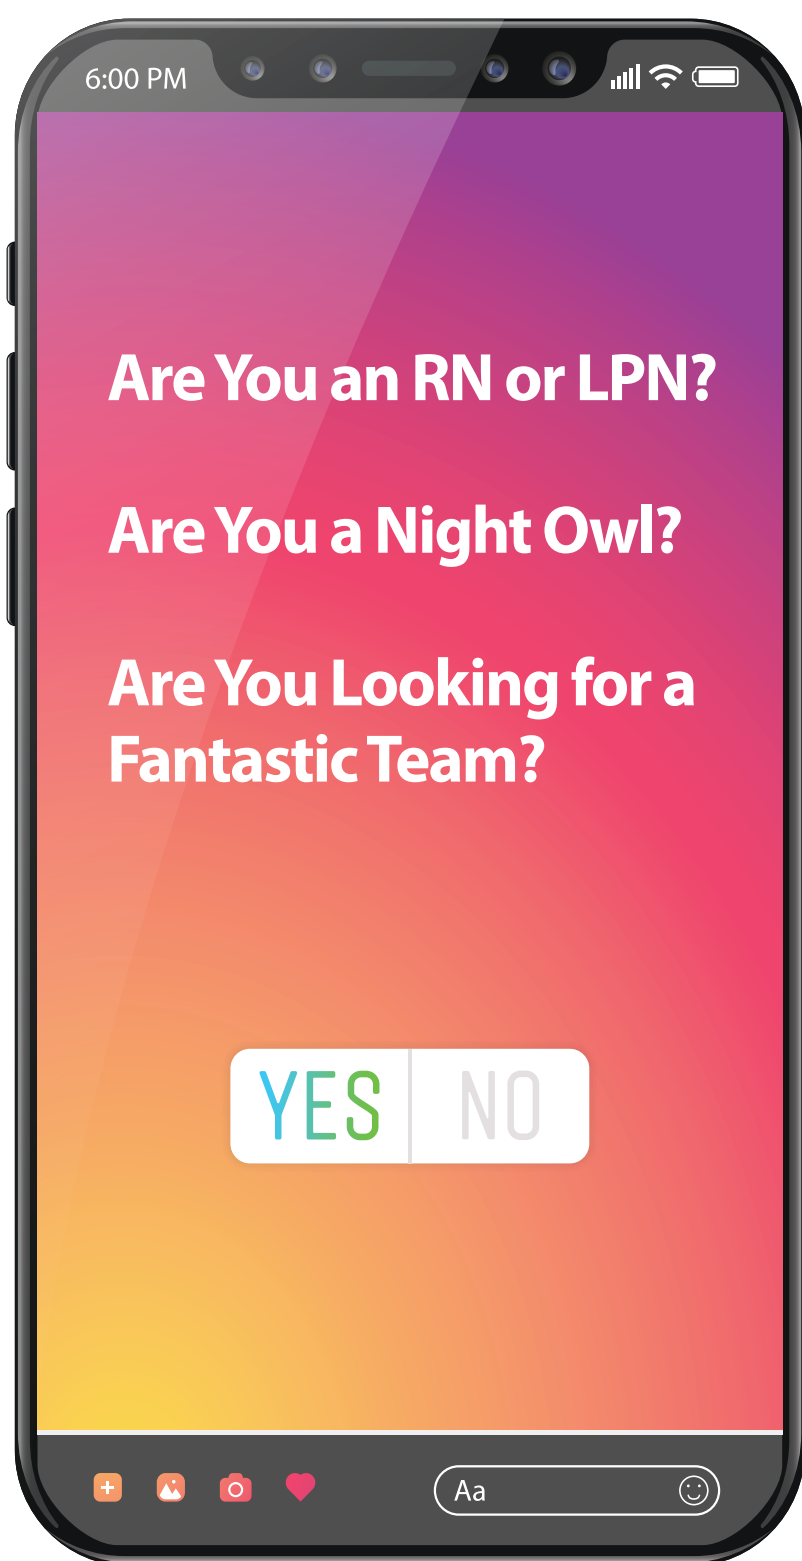 6:00 PM
Are You an RN or LPN?
Are You a Night Owl?
Are You Looking for a
Fantastic Team?
YES NO
Aa